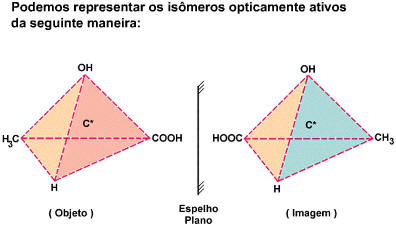 Podemos representar os isômeros opticamente ativos
da seguinte maneira:
OH
OH
C*
C*
H₃C
COOH
HOOC
CH₃
H
H
( Objeto )
Espelho
Plano
( Imagem )